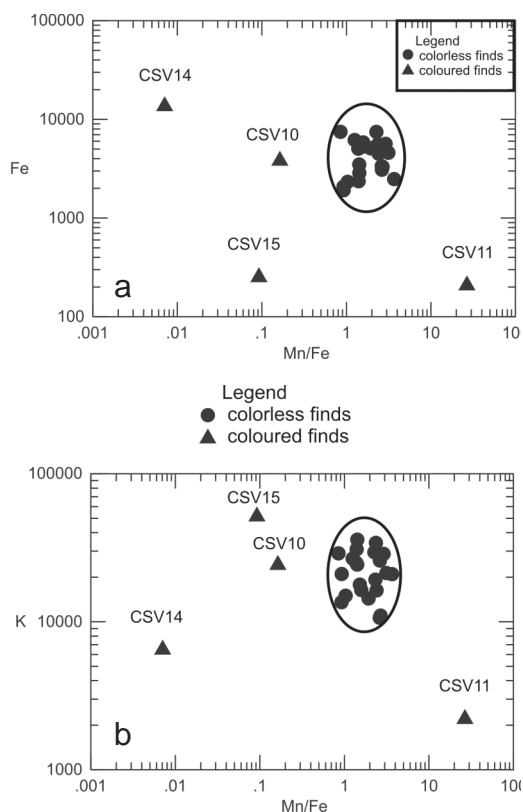 100000
Legend
colorless finds
coloured finds
CSV14
10000
CSV10
Fe
1000
CSV15
CSV11
a
100
.001 .01 .1 1 10 100
Mn/Fe
Legend
colorless finds
coloured finds
100000
CSV15
CSV10
K 10000
CSV14
CSV11
b
1000
.001 .01 .1 1 10 100
Mn/Fe